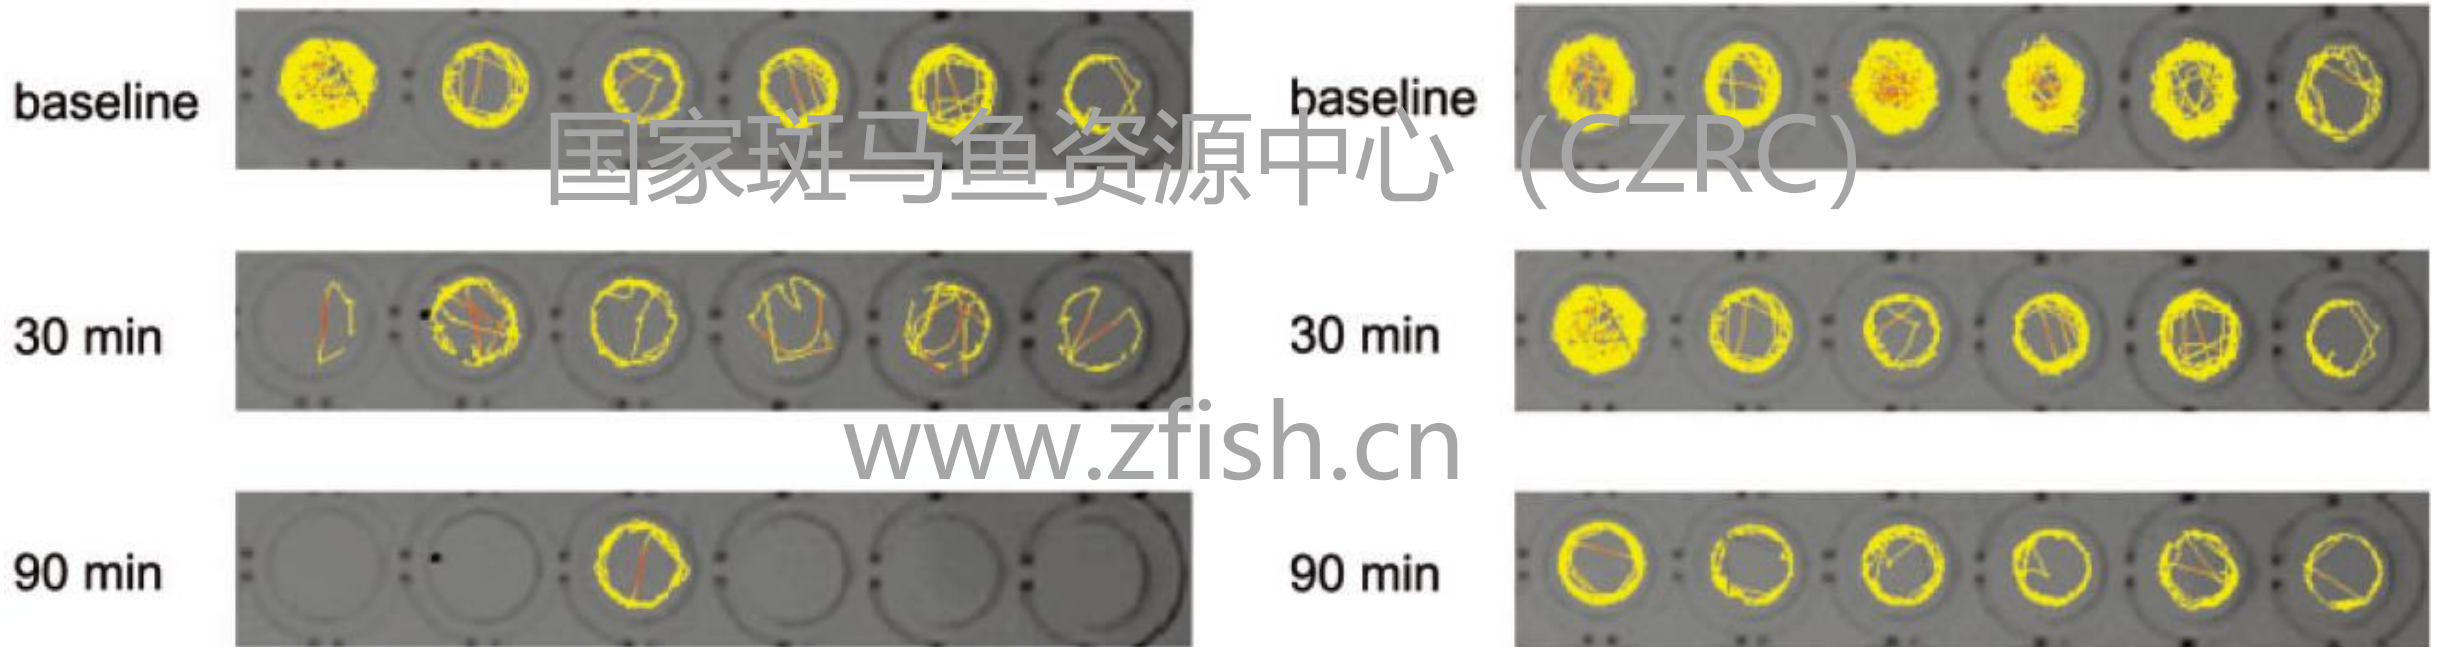 baseline
baseline
国家斑马鱼资源中心（CZRC）
30 min
30 min
www.zfish.cn
90 min
90 min